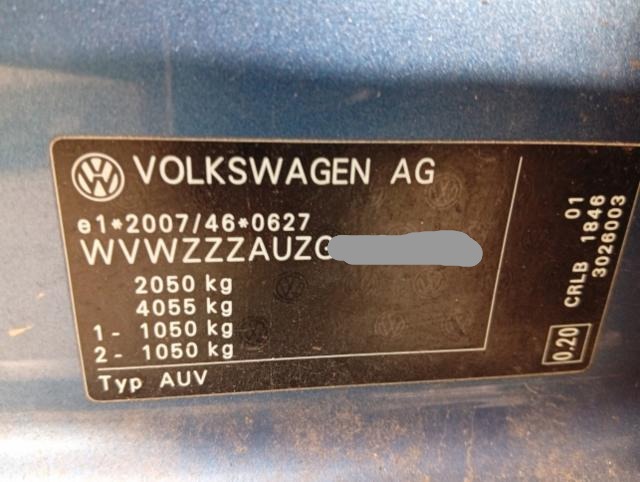 VOLKSWAGEN AG
e1*2007/46*0627
WVWZZZAUZG
2050 kg
4055 kg
1- 1050 kg
2- 1050 kg
Typ AUV
01
CRLB 1846
3026003
0.20